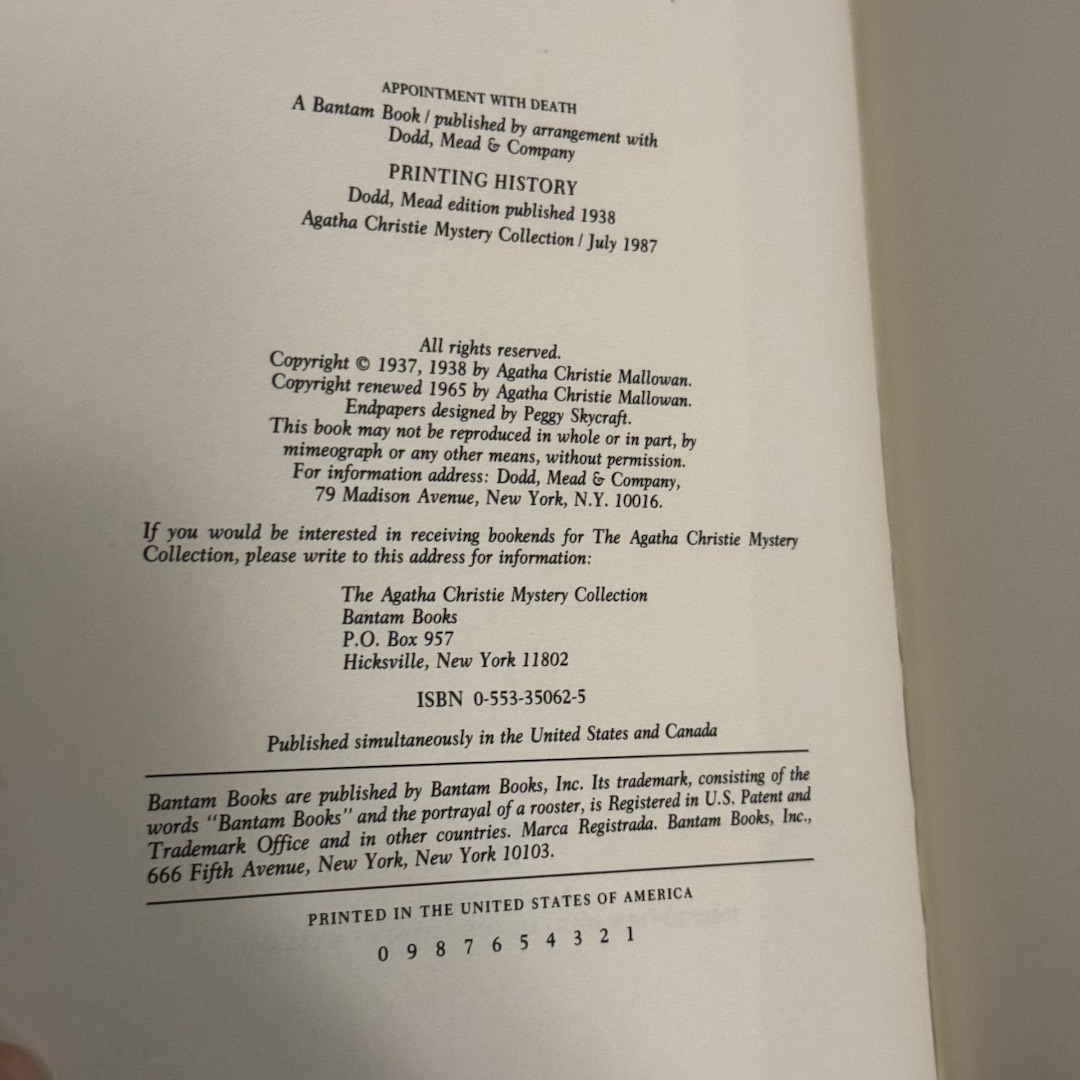 APPOINTMENT WITH DEATH
A Bantam Book / published by arrangement with
Dodd, Mead & Company
PRINTING HISTORY
Dodd, Mead edition published 1938
Agatha Christie Mystery Collection / July 1987
All rights reserved.
Copyright © 1937, 1938 by Agatha Christie Mallowan.
Copyright renewed 1965 by Agatha Christie Mallowan.
Endpapers designed by Peggy Skycraft.
This book may not be reproduced in whole or in part, by
mimeograph or any other means, without permission.
For information address: Dodd, Mead & Company,
79 Madison Avenue, New York, N.Y. 10016.
If you would be interested in receiving bookends for The Agatha Christie Mystery
Collection, please write to this address for information:
The Agatha Christie Mystery Collection
Bantam Books
P.O. Box 957
Hicksville, New York 11802
ISBN 0-553-35062-5
Published simultaneously in the United States and Canada
Bantam Books are published by Bantam Books, Inc. Its trademark, consisting of the
words "Bantam Books" and the portrayal of a rooster, is Registered in U.S. Patent and
Trademark Office and in other countries. Marca Registrada. Bantam Books, Inc.,
666 Fifth Avenue, New York, New York 10103.
PRINTED IN THE UNITED STATES OF AMERICA
0 9 8 7 6 5 4 3 2 1